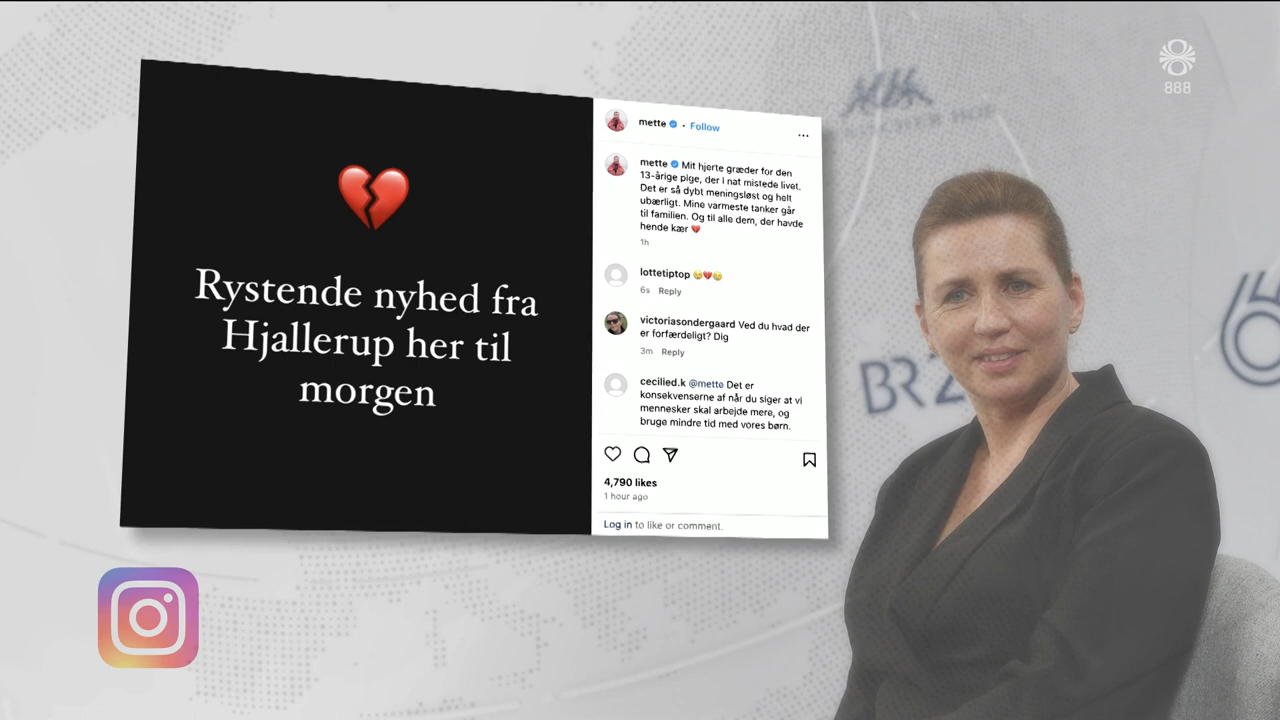 888
mette · Follow
mette Mit hjerte græder for den
13-årige pige, der i nat mistede livet.
Det er så dybt meningsløst og helt
ubærligt. Mine varmeste tanker går
til familien. Og til alle dem, der havde
hende kær 💔
1h
💔
Rystende nyhed fra
Hjallerup her til
morgen
lottetiptop 😢💔😢
6s Reply
victoriasondergaard Ved du hvad der
er forfærdeligt? Dig
3m Reply
cecilied.k @mette Det er
konsekvenserne af når du siger at vi
mennesker skal arbejde mere, og
bruge mindre tid med vores børn.
4,790 likes
1 hour ago
Log in to like or comment.
BR